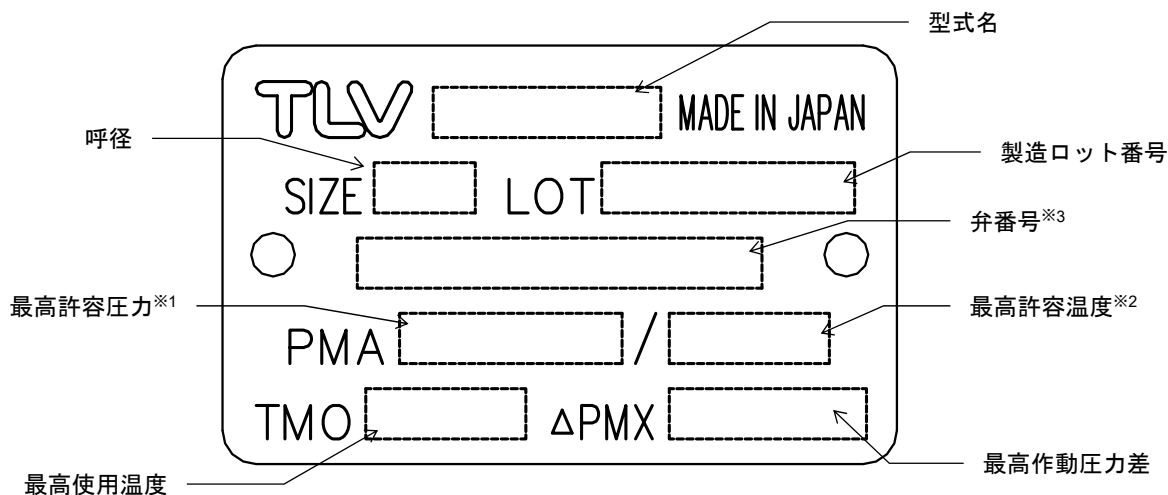 型式名
TLV MADE IN JAPAN
呼径
製造ロット番号
SIZE LOT
弁番号※3
最高許容圧力※1
最高許容温度※2
PMA /
TMO ΔPMX
最高作動圧力差
最高使用温度